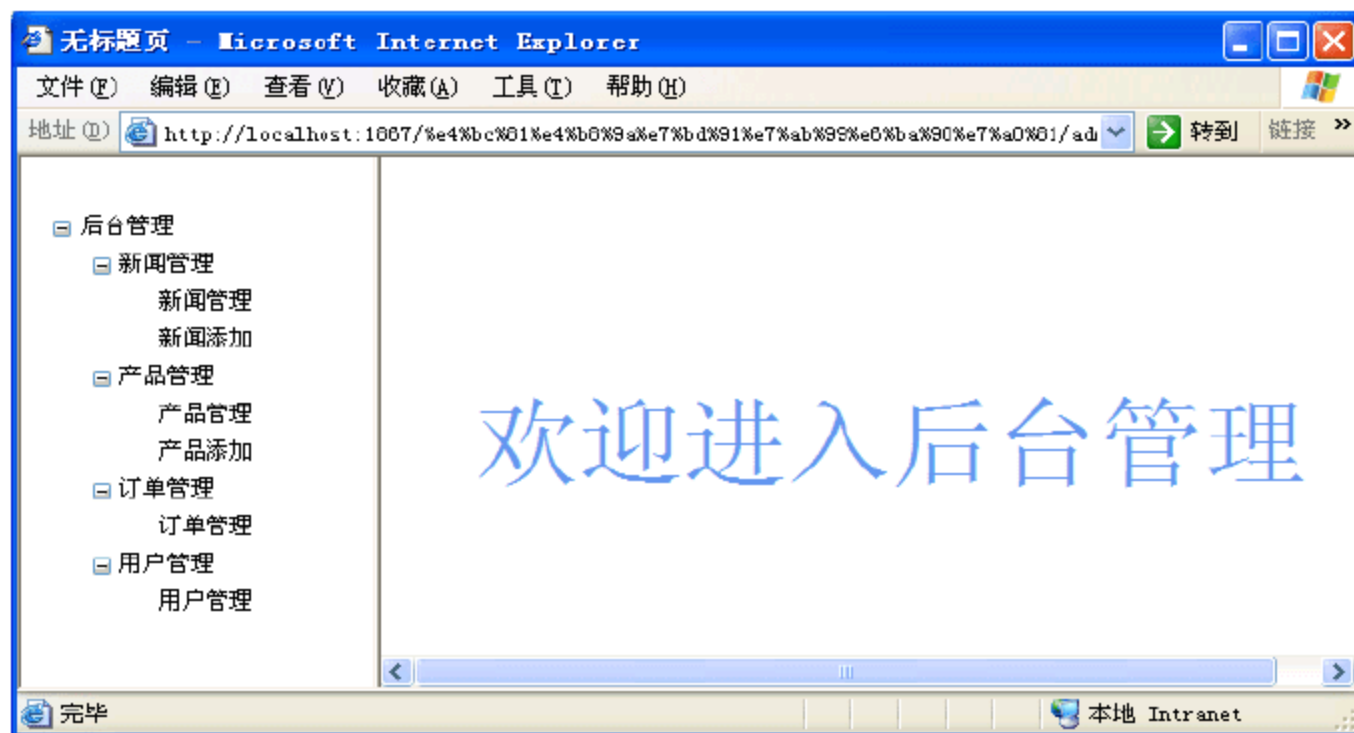 无标题页 - Microsoft Internet Explorer
文件(F) 编辑(E) 查看(V) 收藏(A) 工具(T) 帮助(H)
地址(D) http://localhost:1867/%e4%bc%81%e4%b8%9a%e7%bd%91%e7%ab%99%e6%ba%90%e7%a0%81/ad 转到 链接 »
后台管理
新闻管理
新闻管理
新闻添加
产品管理
产品管理
产品添加
订单管理
订单管理
用户管理
用户管理
欢迎进入后台管理
完毕 本地 Intranet